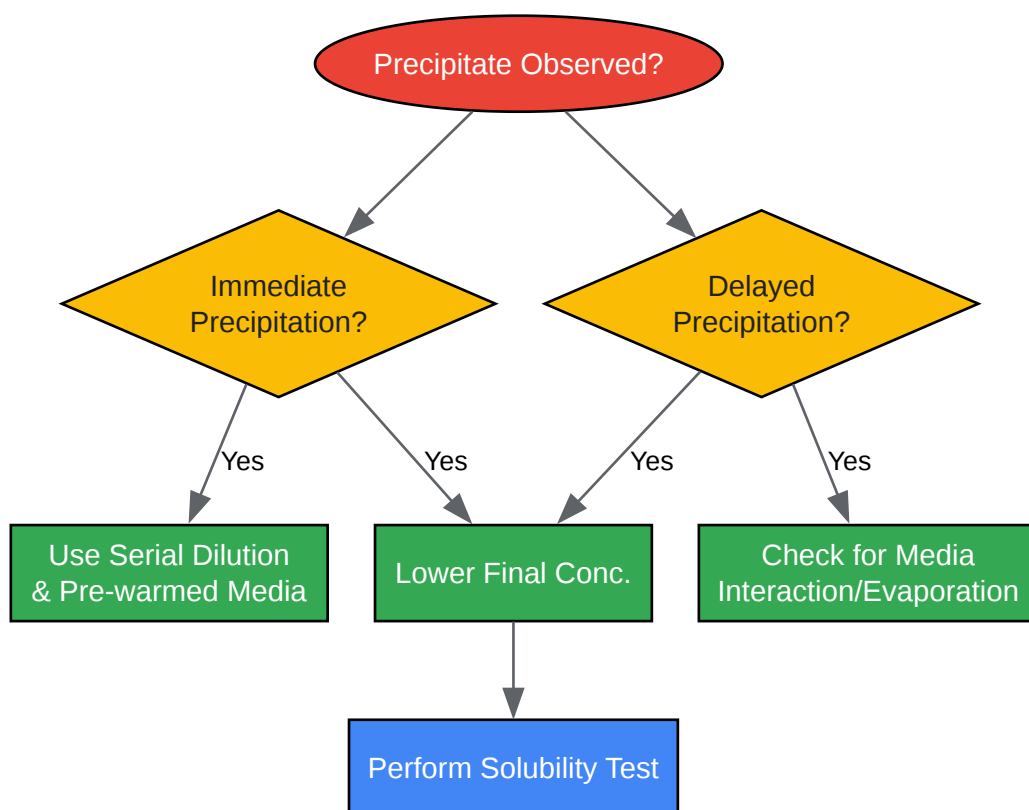 Precipitate Observed?
Immediate
Precipitation?
Delayed
Precipitation?
Yes
Yes
Yes
Yes
Use Serial Dilution
& Pre-warmed Media
Lower Final Conc.
Check for Media
Interaction/Evaporation
Perform Solubility Test